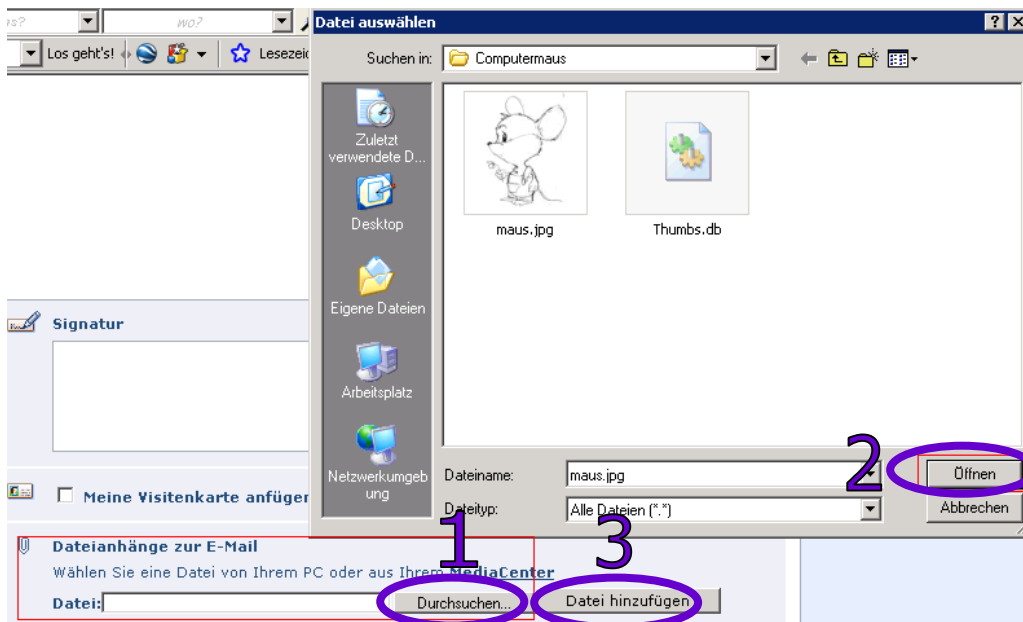 wo?
Los geht's!
Datei auswählen
Suchen in:
Computermaus
Zuletzt
verwendete D...
Desktop
Eigene Dateien
Arbeitsplatz
Netzwerkumgeb
ung
maus.jpg
Thumbs.db
Dateiname:
maus.jpg
Öffnen
Dateityp:
Alle Dateien (*.*)
Abbrechen
2
Signatur
Meine Visitenkarte anfüger
Dateianhänge zur E-Mail
Wählen Sie eine Datei von Ihrem PC oder aus Ihrem MediaCenter
1
3
Datei:
Durchsuchen...
Datei hinzufügen